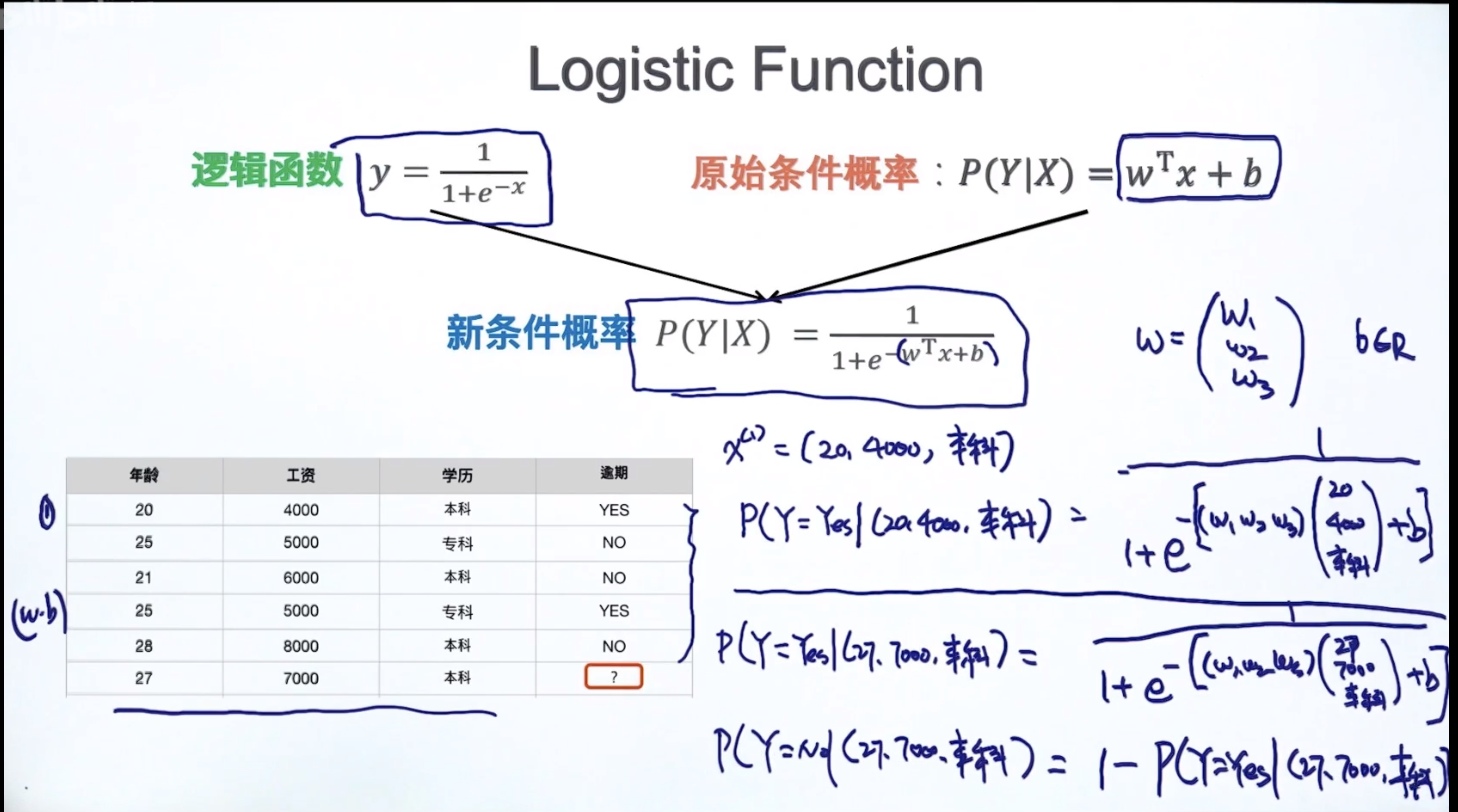 Logistic Function
逻辑函数 y = 1 / (1+e^{-x})
原始条件概率：P(Y|X) = w^T x + b
新条件概率 P(Y|X) = 1 / (1+e^{-(w^T x+b)})
w = (w1 w2 w3) b∈R
x^(1) = (20, 4000, 本科)
P(Y=Yes|(20, 4000, 本科) = 1 / (1+e^{-[(w1 w2 w3)(20 4000 本科)+b]})
P(Y=Yes|(27, 7000, 本科) = 1 / (1+e^{-[(w1, w2, w3)(27 7000 本科)+b]})
P(Y=No|(27, 7000, 本科) = 1 - P(Y=Yes|(27, 7000, 本科)
年龄 工资 学历 逾期
① 20 4000 本科 YES
25 5000 专科 NO
21 6000 本科 NO
(w·b) 25 5000 专科 YES
28 8000 本科 NO
27 7000 本科 ?